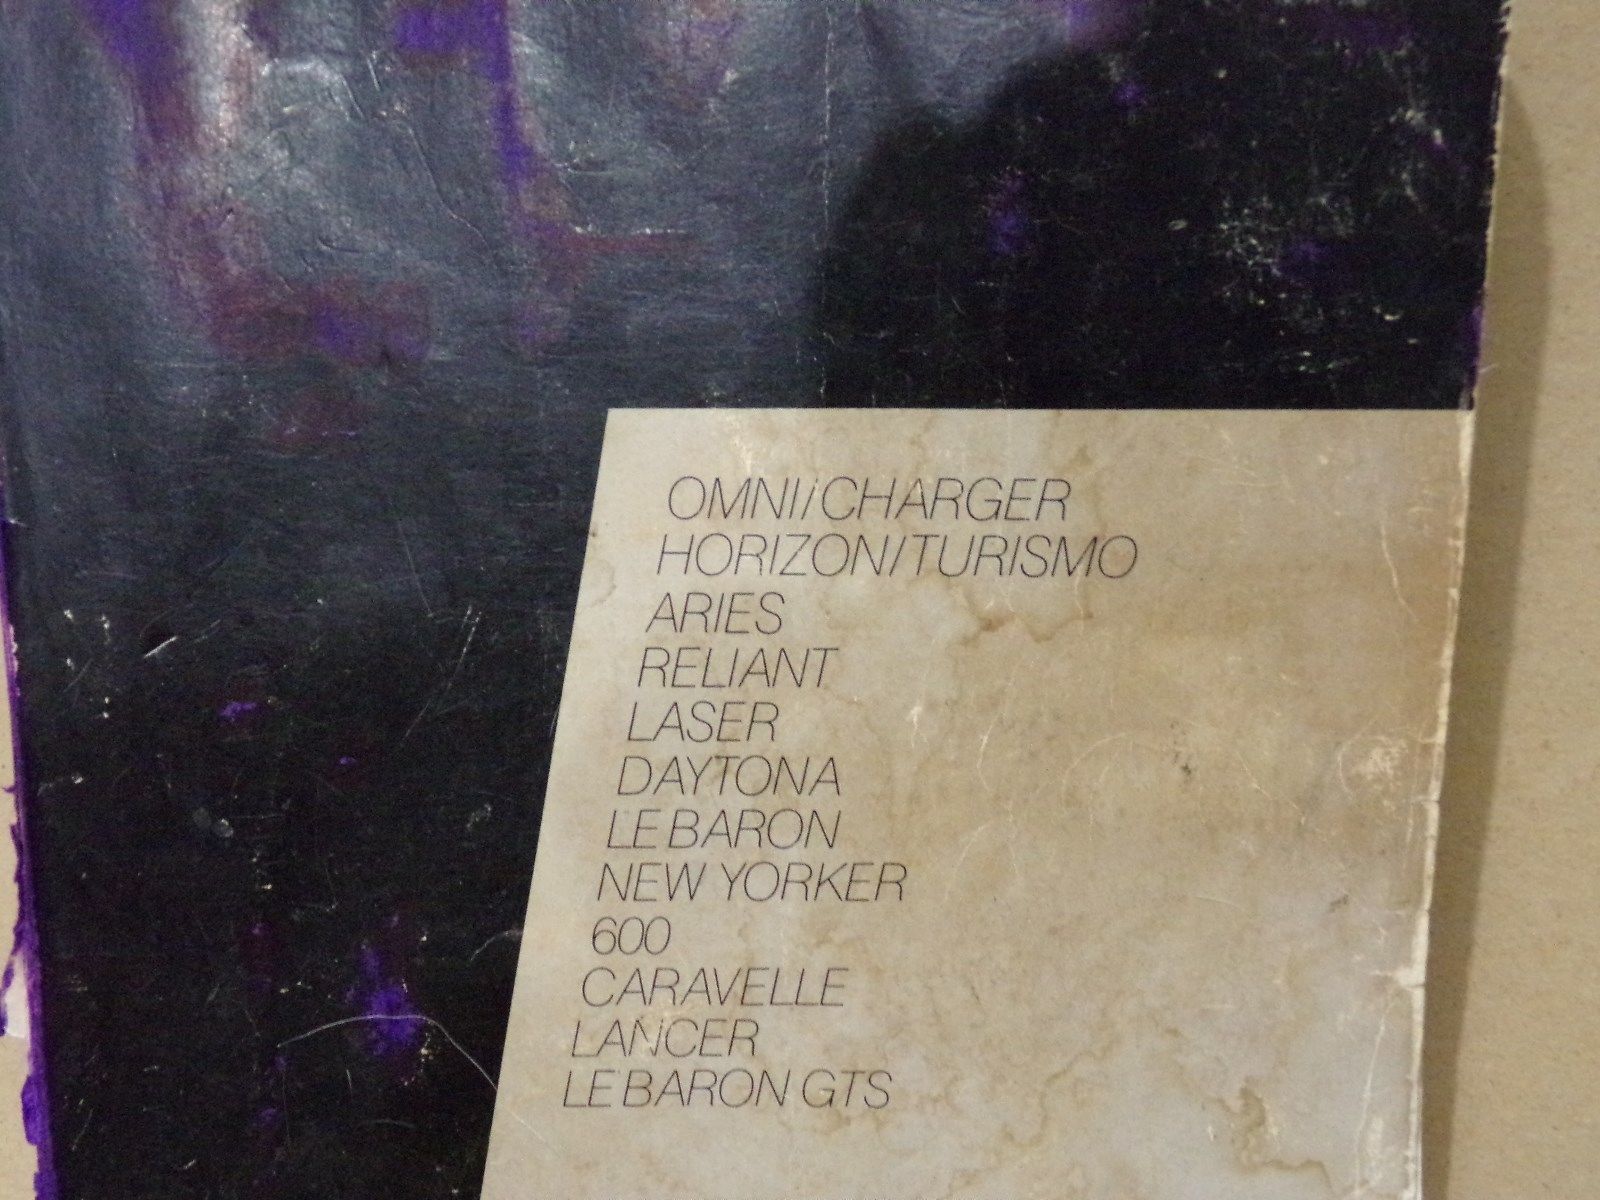 OMNI/CHARGER
HORIZON/TURISMO
ARIES
RELIANT
LASER
DAYTONA
LE BARON
NEW YORKER
600
CARAVELLE
LANCER
LE BARON GTS